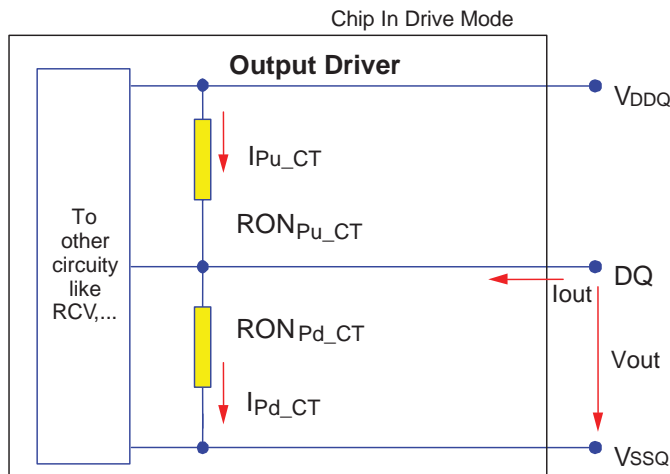 Chip In Drive Mode
Output Driver
VDDQ
IPu_CT
RONPu_CT
To
other
circuity
like
RCV,...
DQ
Iout
RONPd_CT
Vout
IPd_CT
VSSQ